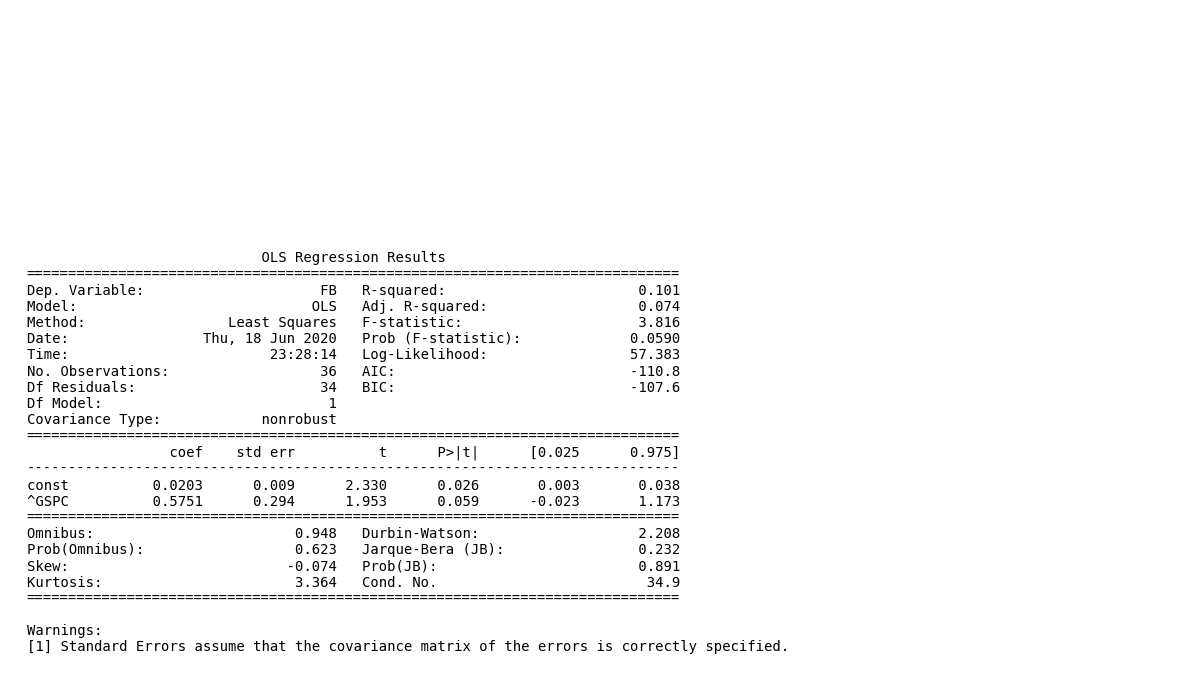 OLS Regression Results
==============================================================================
Dep. Variable:                     FB   R-squared:                       0.101
Model:                            OLS   Adj. R-squared:                  0.074
Method:                 Least Squares   F-statistic:                     3.816
Date:                Thu, 18 Jun 2020   Prob (F-statistic):             0.0590
Time:                        23:28:14   Log-Likelihood:                 57.383
No. Observations:                  36   AIC:                            -110.8
Df Residuals:                      34   BIC:                            -107.6
Df Model:                           1
Covariance Type:            nonrobust
==============================================================================
                 coef    std err          t      P>|t|      [0.025      0.975]
------------------------------------------------------------------------------
const          0.0203      0.009      2.330      0.026       0.003       0.038
^GSPC          0.5751      0.294      1.953      0.059      -0.023       1.173
==============================================================================
Omnibus:                        0.948   Durbin-Watson:                   2.208
Prob(Omnibus):                  0.623   Jarque-Bera (JB):                0.232
Skew:                          -0.074   Prob(JB):                        0.891
Kurtosis:                       3.364   Cond. No.                         34.9
==============================================================================
Warnings:
[1] Standard Errors assume that the covariance matrix of the errors is correctly specified.